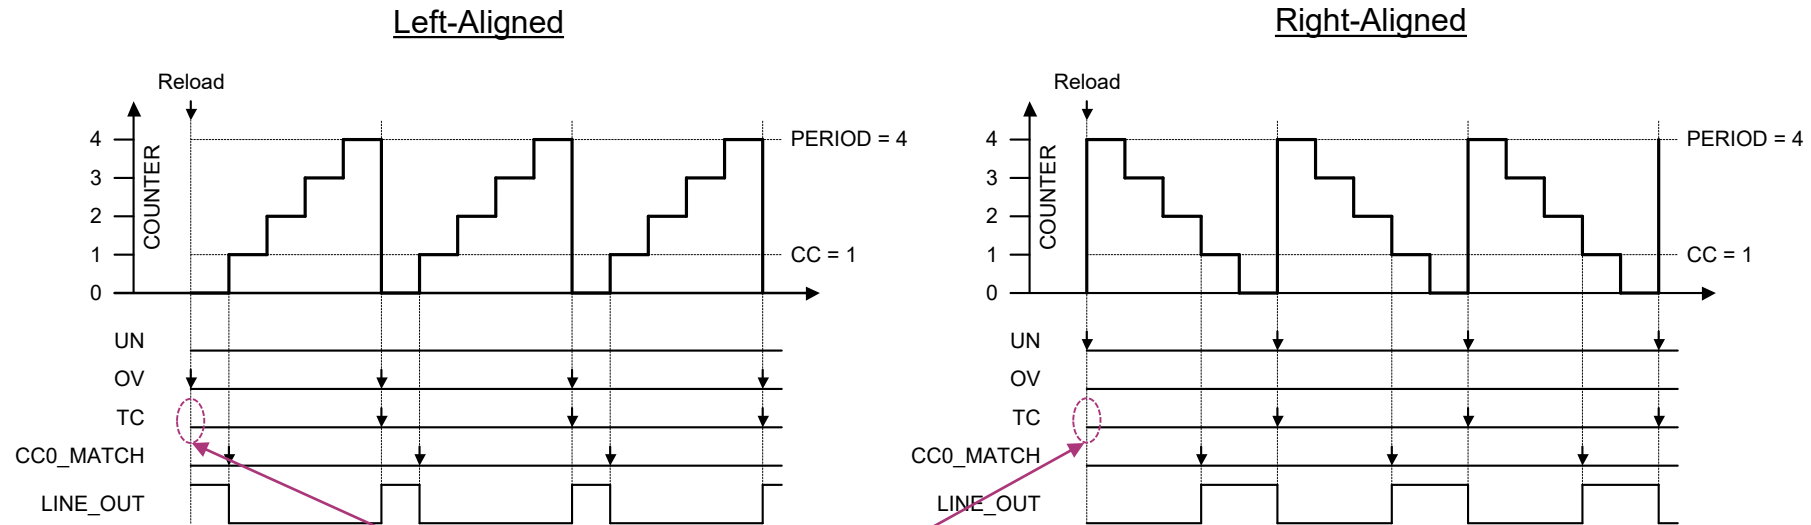 Left-Aligned
Reload
4
3
2
1
0
COUNTER
PERIOD = 4
CC = 1
UN
OV
TC
CC0_MATCH
LINE_OUT
Right-Aligned
Reload
4
3
2
1
0
COUNTER
PERIOD = 4
CC = 1
UN
OV
TC
CC0_MATCH
LINE_OUT